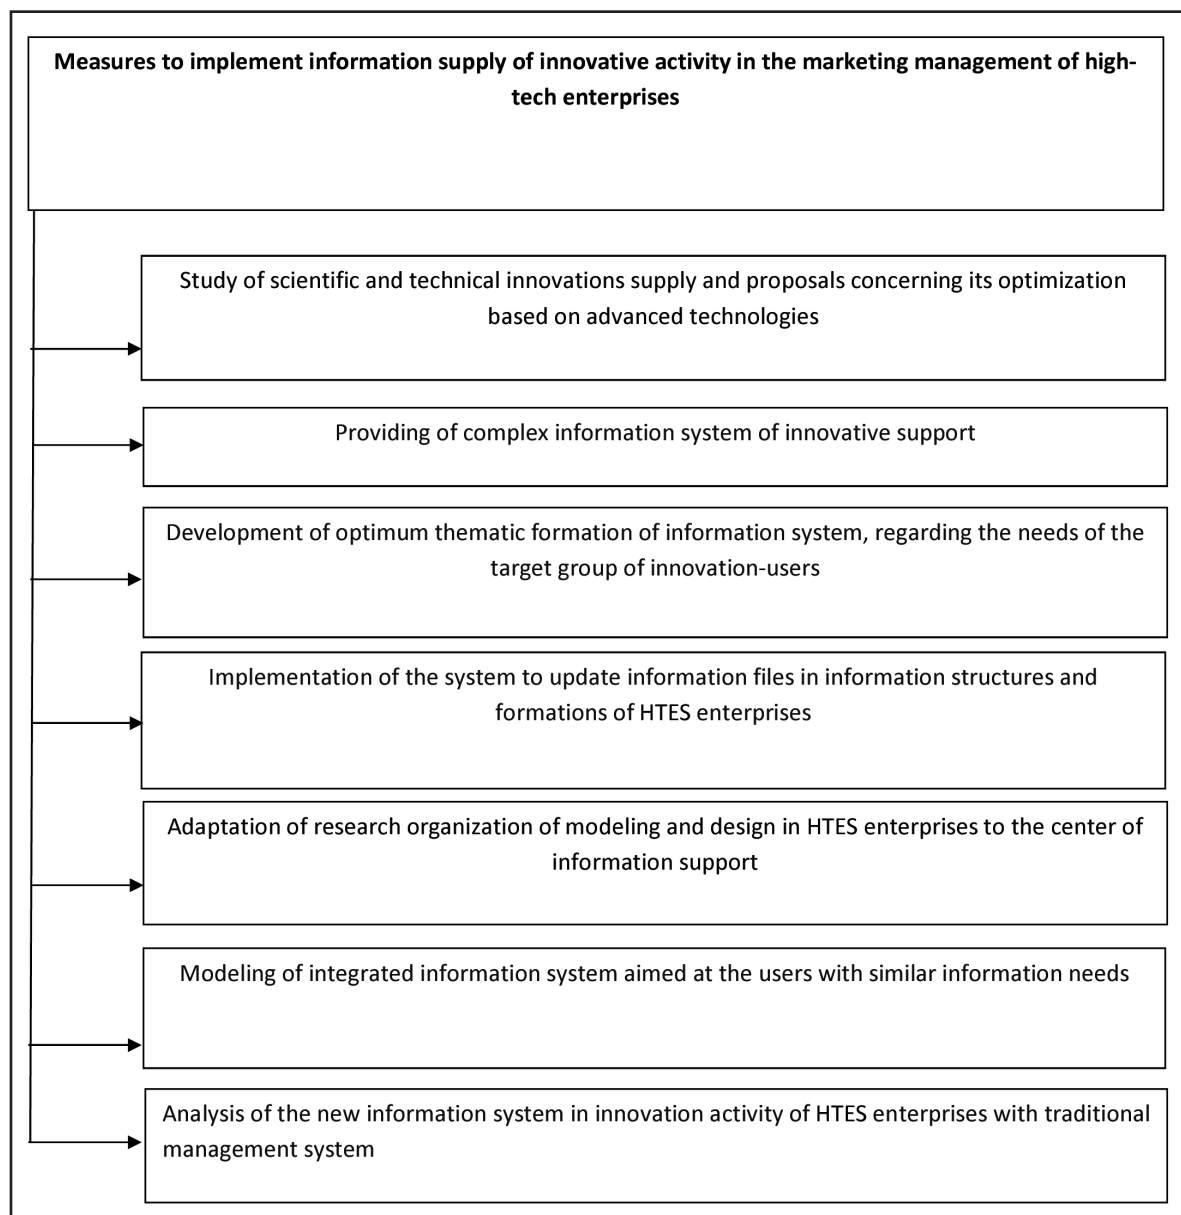 Measures to implement information supply of innovative activity in the marketing management of high-
tech enterprises
Study of scientific and technical innovations supply and proposals concerning its optimization
based on advanced technologies
Providing of complex information system of innovative support
Development of optimum thematic formation of information system, regarding the needs of the
target group of innovation-users
Implementation of the system to update information files in information structures and
formations of HTES enterprises
Adaptation of research organization of modeling and design in HTES enterprises to the center of
information support
Modeling of integrated information system aimed at the users with similar information needs
Analysis of the new information system in innovation activity of HTES enterprises with traditional
management system